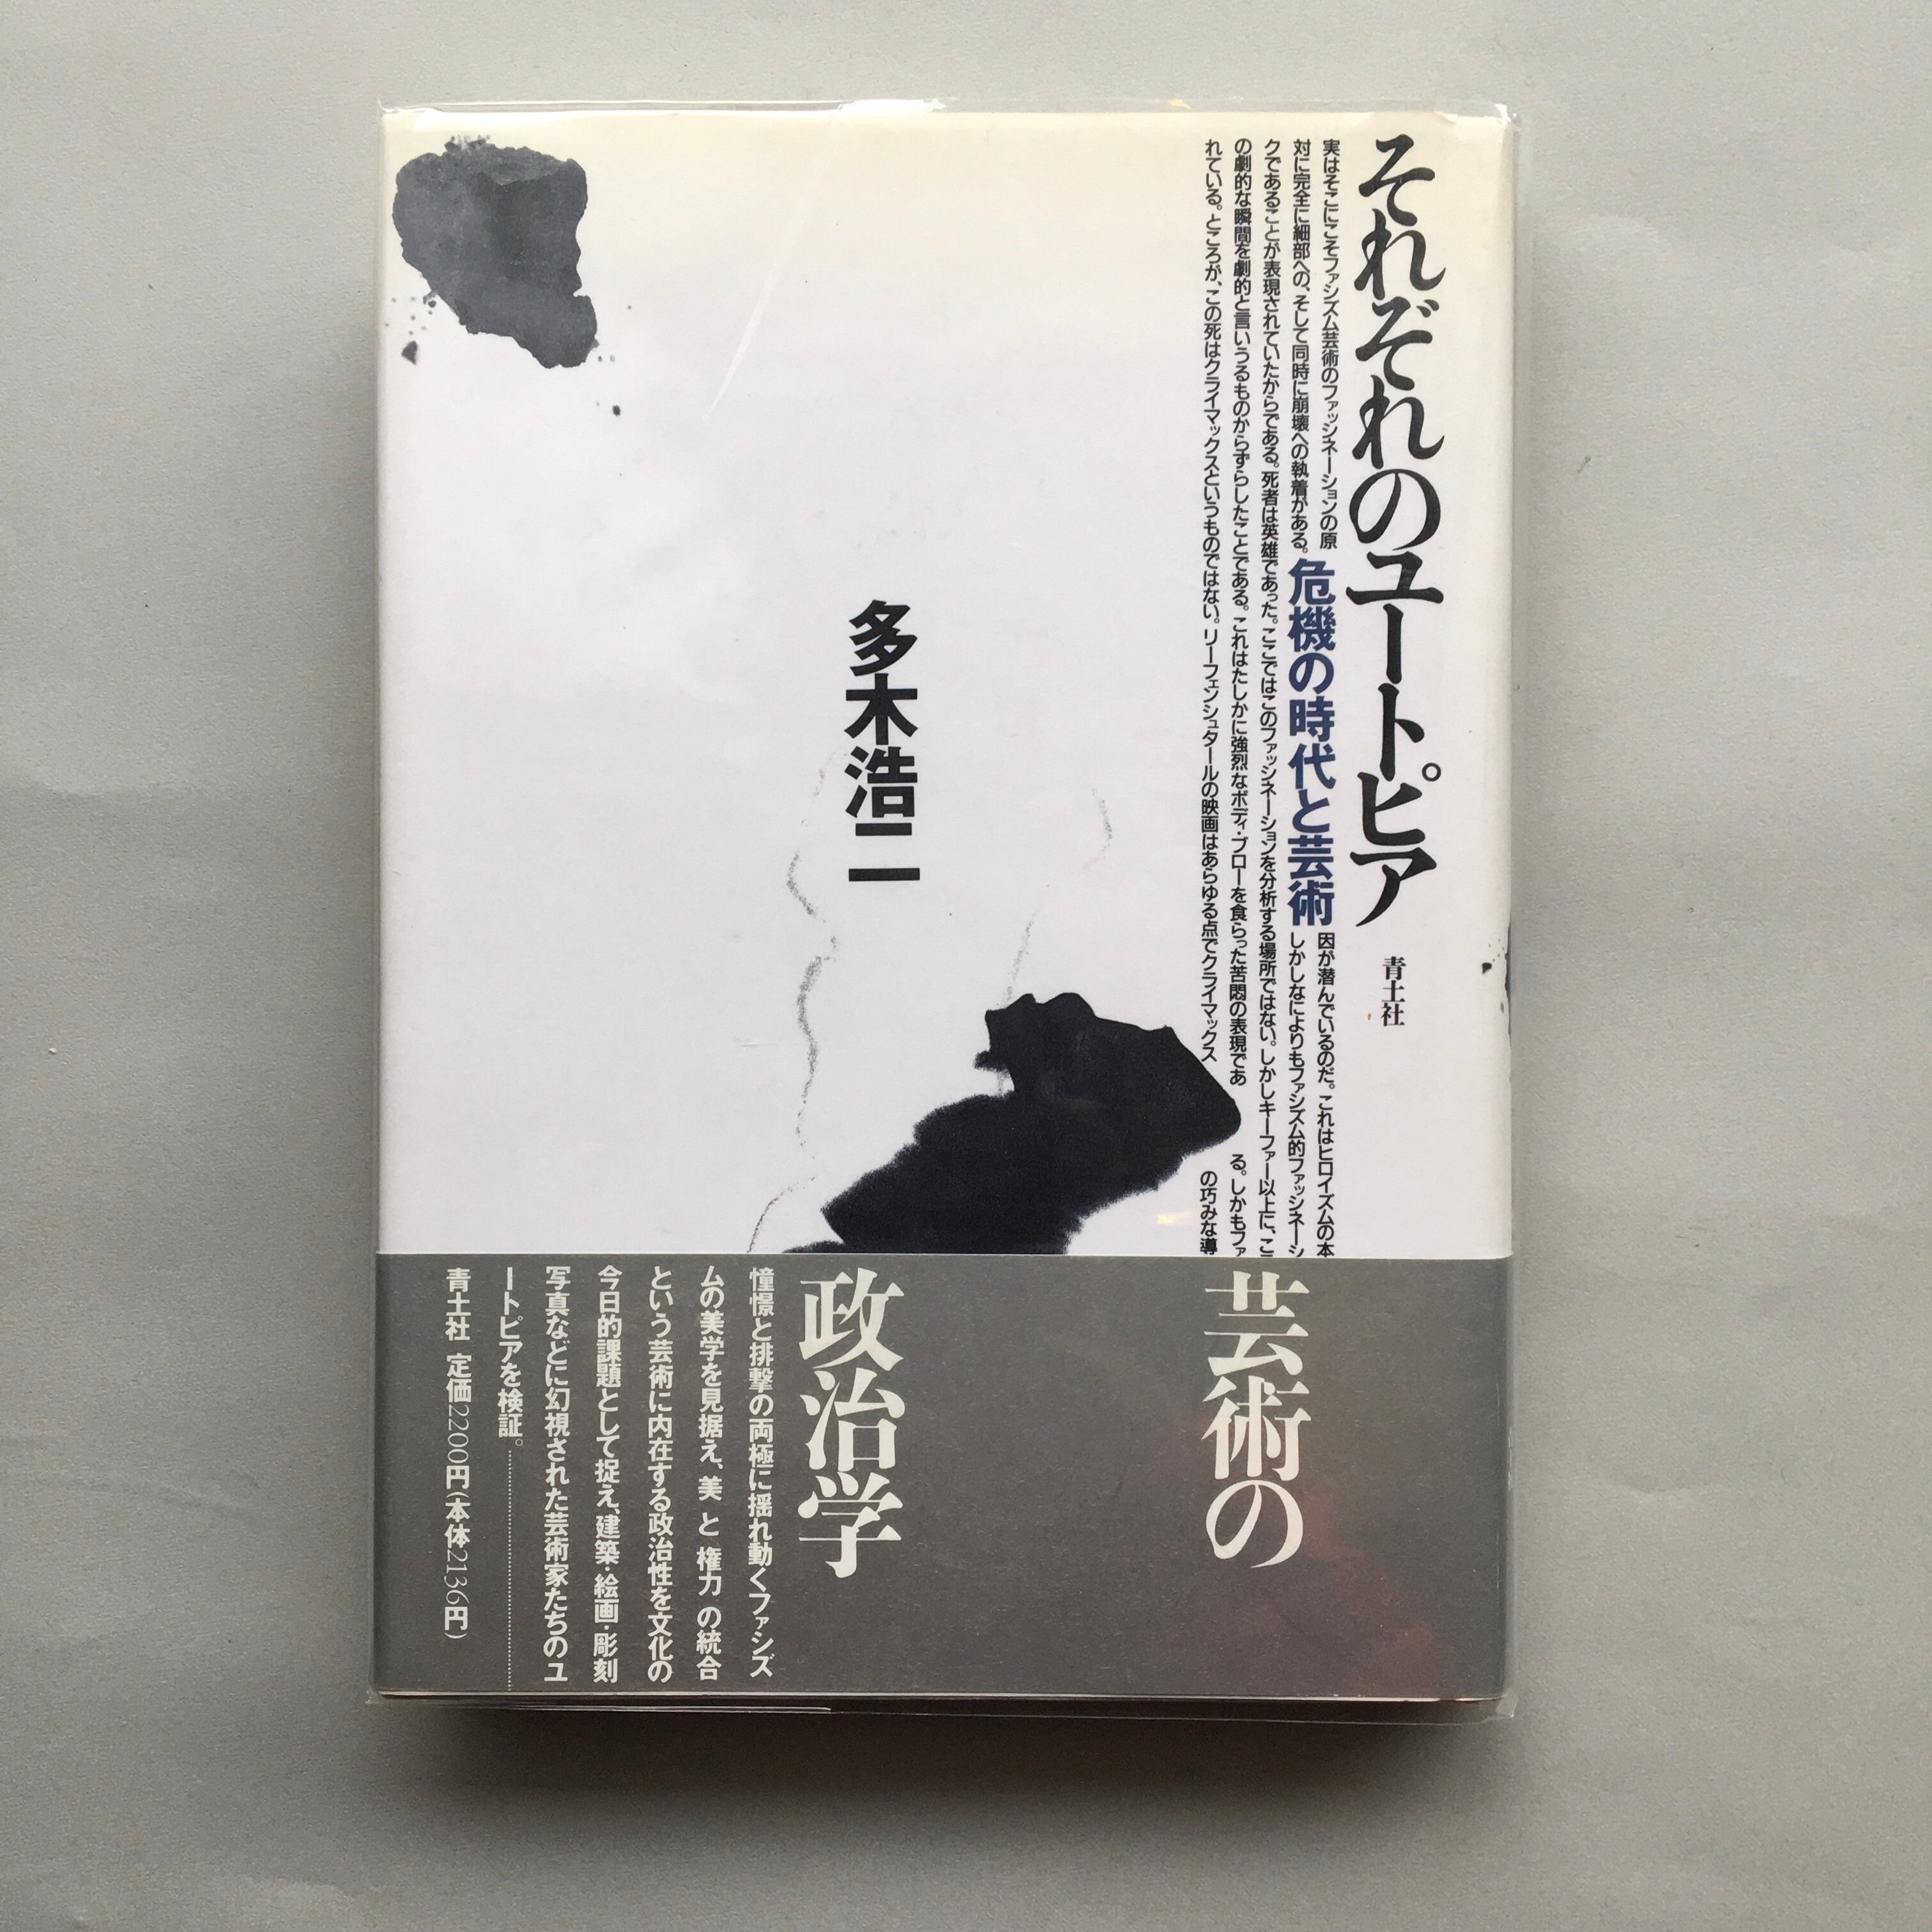 それぞれのユートピア
青土社
実はそこにこそファシズム芸術のファッシネーションの原
因が潜んでいるのだ。これはヒロイズムの本
対に完全に細部への、そして同時に崩壊への執着がある。
しかしなによりもファシズム的ファッシネーシ
危機の時代と芸術
クであることが表現されていたからである。死者は英雄であった。ここではこのファッシネーションを分析する場所ではない。しかしキーファー以上に、こ
の劇的な瞬間を劇的と言いうるものからずらしたことである。これはたしかに強烈なボディ・ブローを食らった苦悶の表現であ
る。しかもファ
れている。ところが、この死はクライマックスというものではない。リーフェンシュタールの映画はあらゆる点でクライマックス
の巧みな導
多木浩二
芸術の
政治学
憧憬と排撃の両極に揺れ動くファシズ
ムの美学を見据え、美 と 権力 の統合
という芸術に内在する政治性を文化の
今日的課題として捉え、建築・絵画・彫刻
写真などに幻視された芸術家たちのユ
ートピアを検証。
青土社 定価2200円(本体2136円)